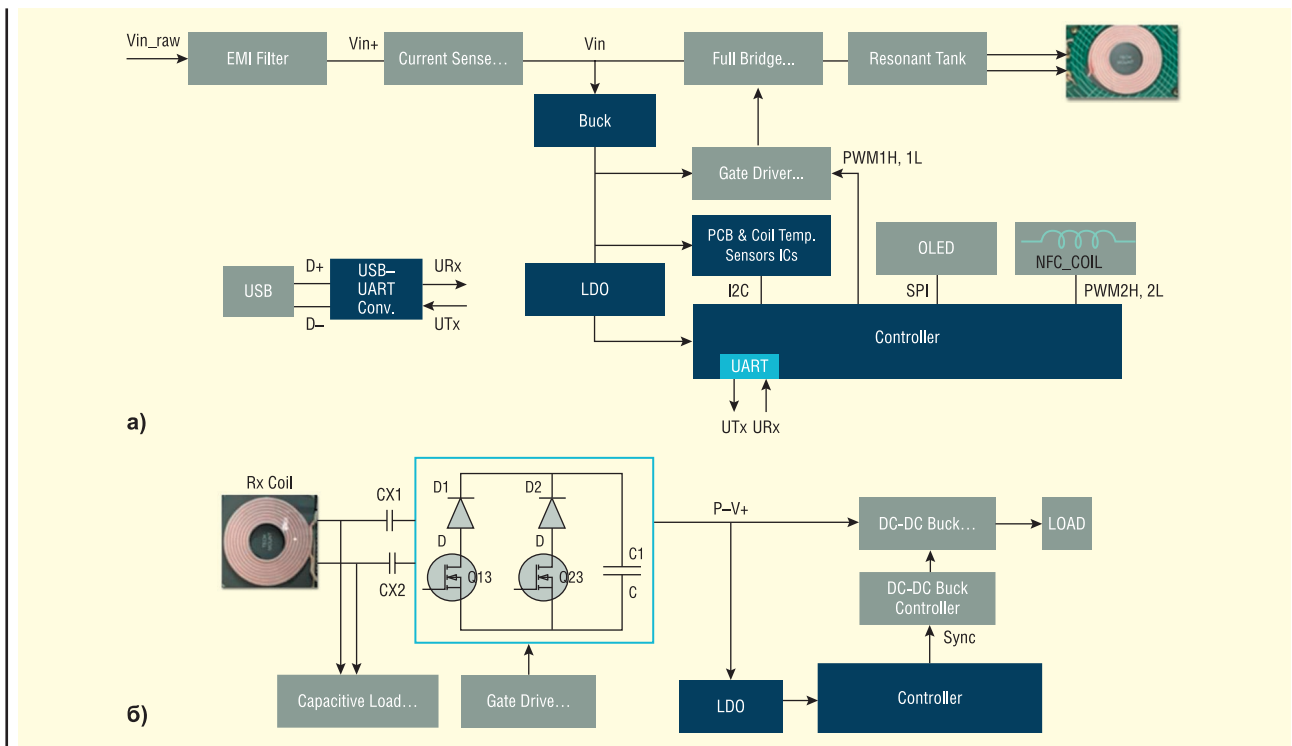 Vin_raw
EMI Filter
Vin+
Current Sense...
Vin
Full Bridge...
Resonant Tank
Buck
Gate Driver...
PWM1H, 1L
PCB & Coil Temp.
Sensors ICs
OLED
NFC_COIL
USB
D+
D–
USB–
UART
Conv.
URx
UTx
LDO
I2C
SPI
PWM2H, 2L
Controller
UART
UTx
URx
а)
Rx Coil
CX1
CX2
D1
D2
D
D
Q13
Q23
C1
C
P–V+
DC-DC Buck...
LOAD
DC-DC Buck
Controller
Sync
Capacitive Load...
Gate Drive...
LDO
Controller
б)